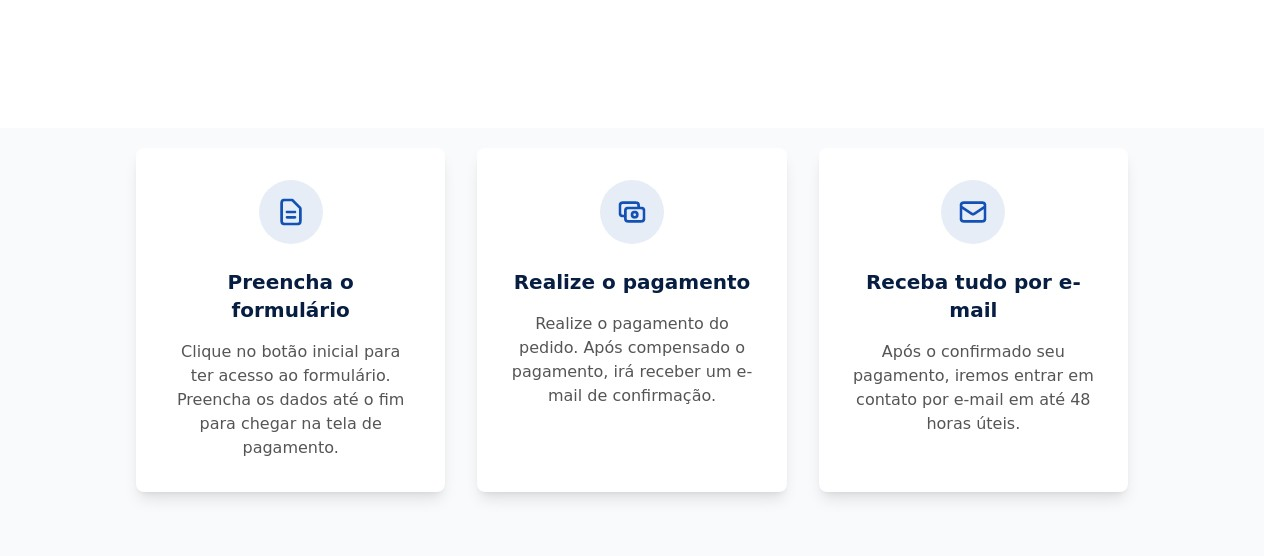 Preencha o
formulário
Clique no botão inicial para
ter acesso ao formulário.
Preencha os dados até o fim
para chegar na tela de
pagamento.
Realize o pagamento
Realize o pagamento do
pedido. Após compensado o
pagamento, irá receber um e-
mail de confirmação.
Receba tudo por e-
mail
Após o confirmado seu
pagamento, iremos entrar em
contato por e-mail em até 48
horas úteis.